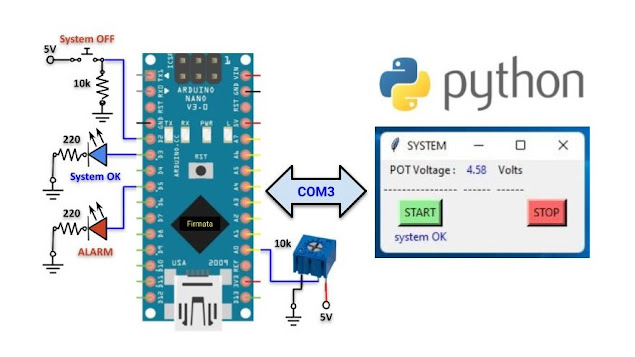 System OFF
5V
10k
220
System OK
220
ALARM
ICSP
1
ARDUINO
NANO
V3.0
TX RX PWR L
RST
ARDUINO.CC
Firmata
USA 2009
TX1
RX0
RST
GND
D2
D3
D4
D5
D6
D7
D8
D9
D10
D11
D12
VIN
GND
RST
5V
A7
A6
A5
A4
A3
A2
A1
A0
REF
3V3
D13
COM3
10k
5V
python
SYSTEM
POT Voltage : 4.58 Volts
---------------- ------ ------
START STOP
system OK